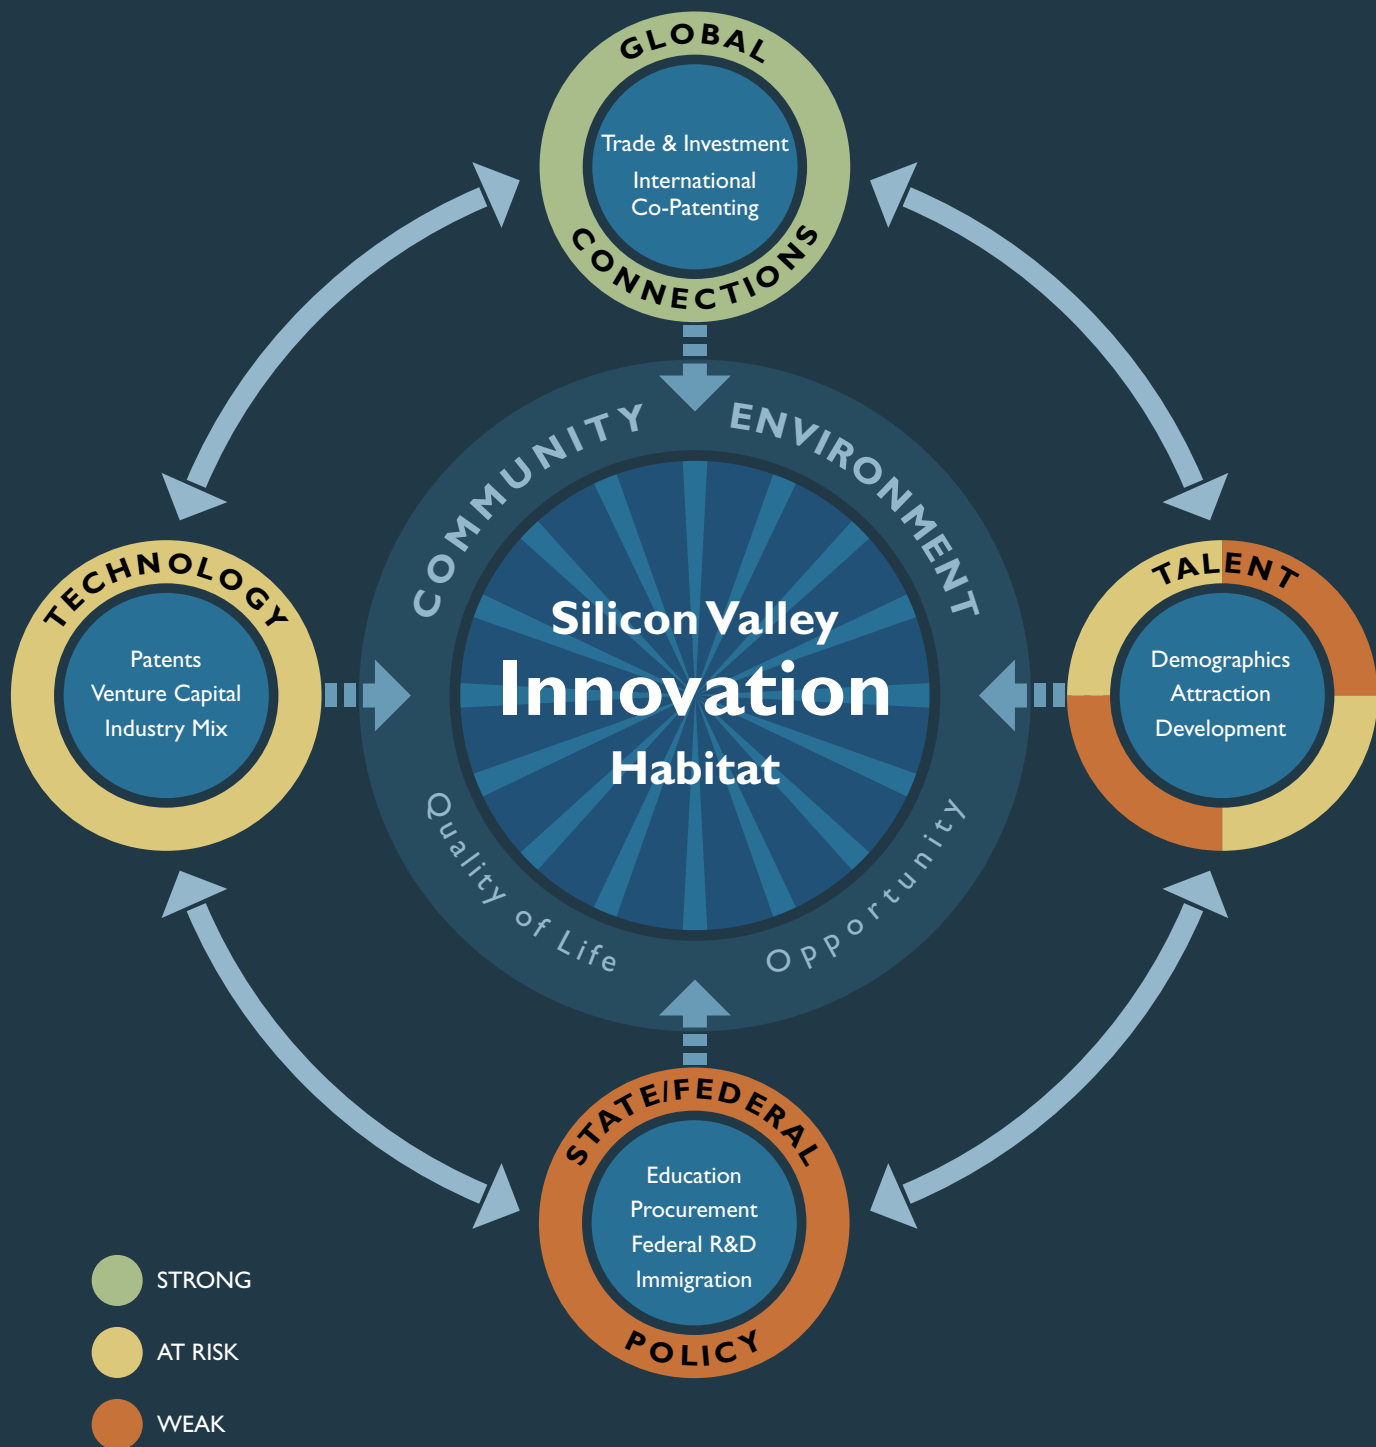 GLOBAL
Trade & Investment
International
Co-Patenting
CONNECTIONS
COMMUNITY
ENVIRONMENT
TECHNOLOGY
Patents
Venture Capital
Industry Mix
Silicon Valley
Innovation
Habitat
TALENT
Demographics
Attraction
Development
Quality of Life
Opportunity
STATE/FEDERAL
Education
Procurement
Federal R&D
Immigration
POLICY
STRONG
AT RISK
WEAK